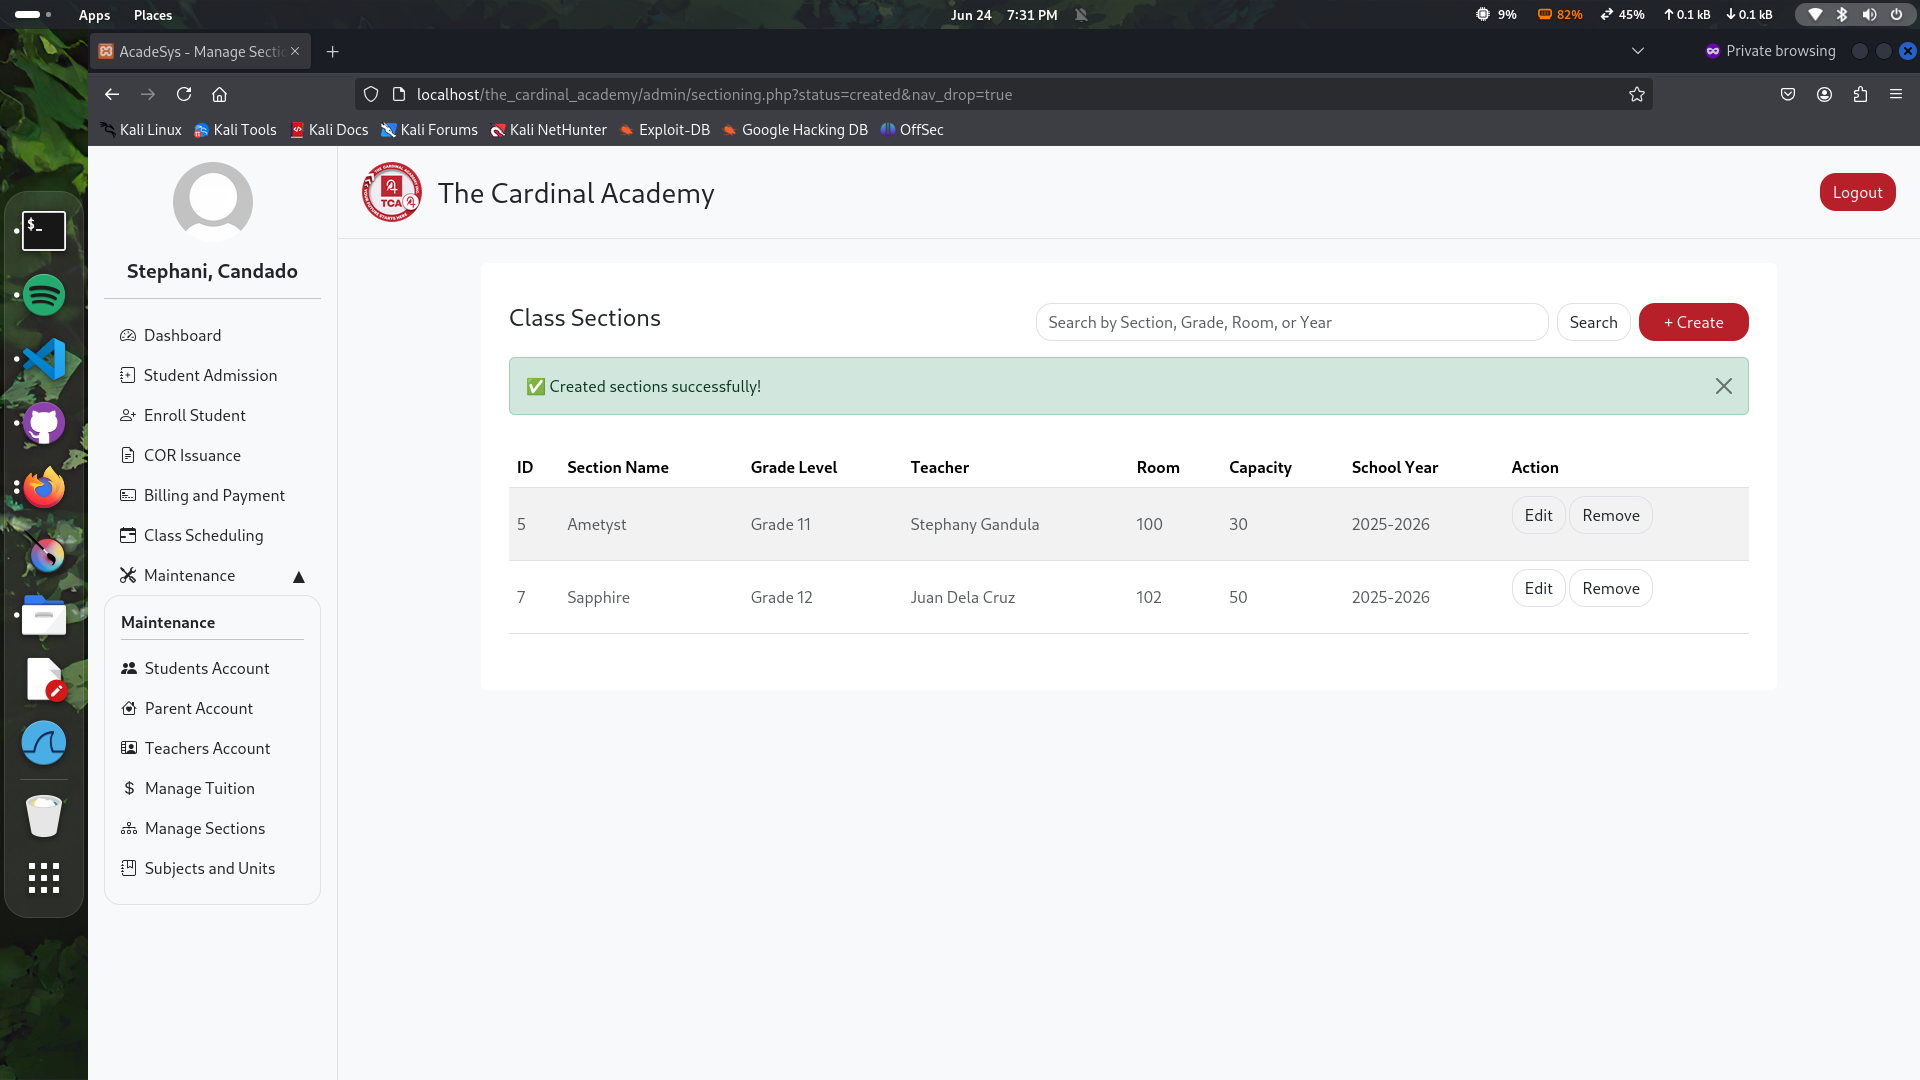 Apps Places Jun 24 7:31 PM 9% 82% 45% 0.1 kB 0.1 kB
AcadeSys - Manage Secti Private browsing
localhost/the_cardinal_academy/admin/sectioning.php?status=created&nav_drop=true
Kali Linux Kali Tools Kali Docs Kali Forums Kali NetHunter Exploit-DB Google Hacking DB OffSec
TCA
The Cardinal Academy
Logout
Stephani, Candado
Dashboard
Student Admission
Enroll Student
COR Issuance
Billing and Payment
Class Scheduling
Maintenance ▲
Maintenance
Students Account
Parent Account
Teachers Account
Manage Tuition
Manage Sections
Subjects and Units
Class Sections
Search by Section, Grade, Room, or Year Search + Create
✅ Created sections successfully!
ID Section Name Grade Level Teacher Room Capacity School Year Action
5 Ametyst Grade 11 Stephany Gandula 100 30 2025-2026 Edit Remove
7 Sapphire Grade 12 Juan Dela Cruz 102 50 2025-2026 Edit Remove